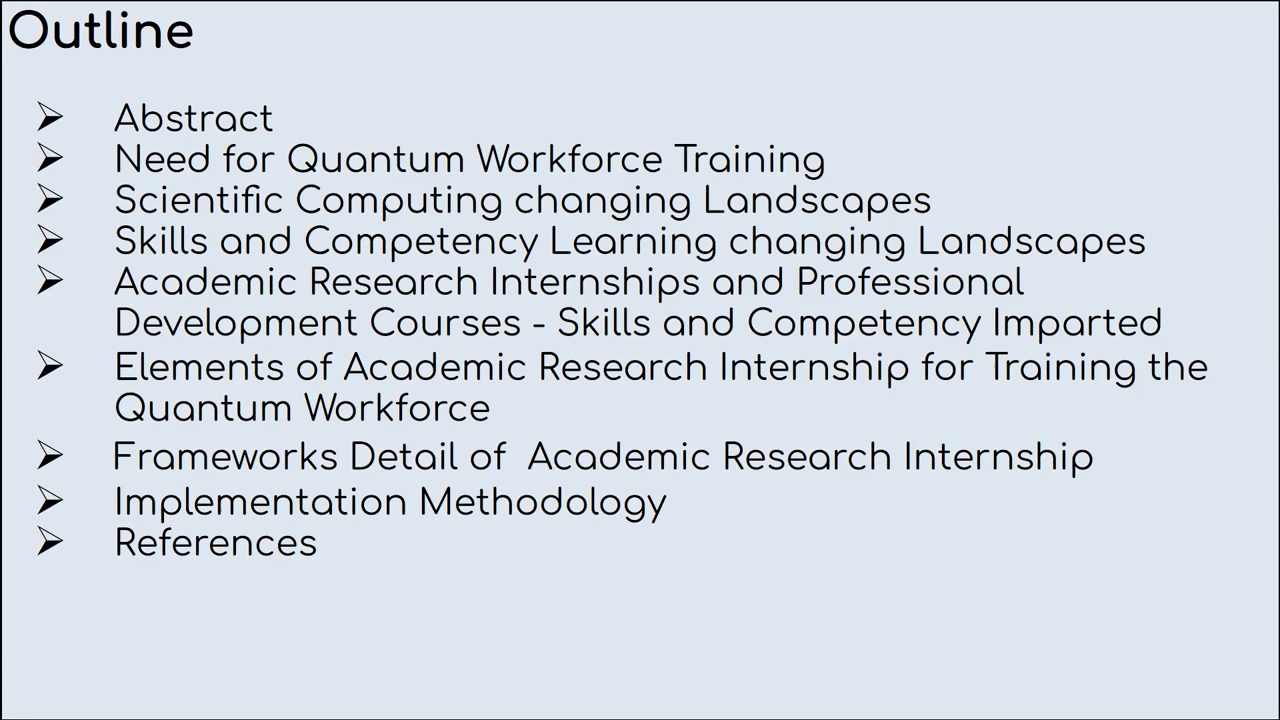 Outline
➢ Abstract
➢ Need for Quantum Workforce Training
➢ Scientific Computing changing Landscapes
➢ Skills and Competency Learning changing Landscapes
➢ Academic Research Internships and Professional
Development Courses - Skills and Competency Imparted
➢ Elements of Academic Research Internship for Training the
Quantum Workforce
➢ Frameworks Detail of  Academic Research Internship
➢ Implementation Methodology
➢ References